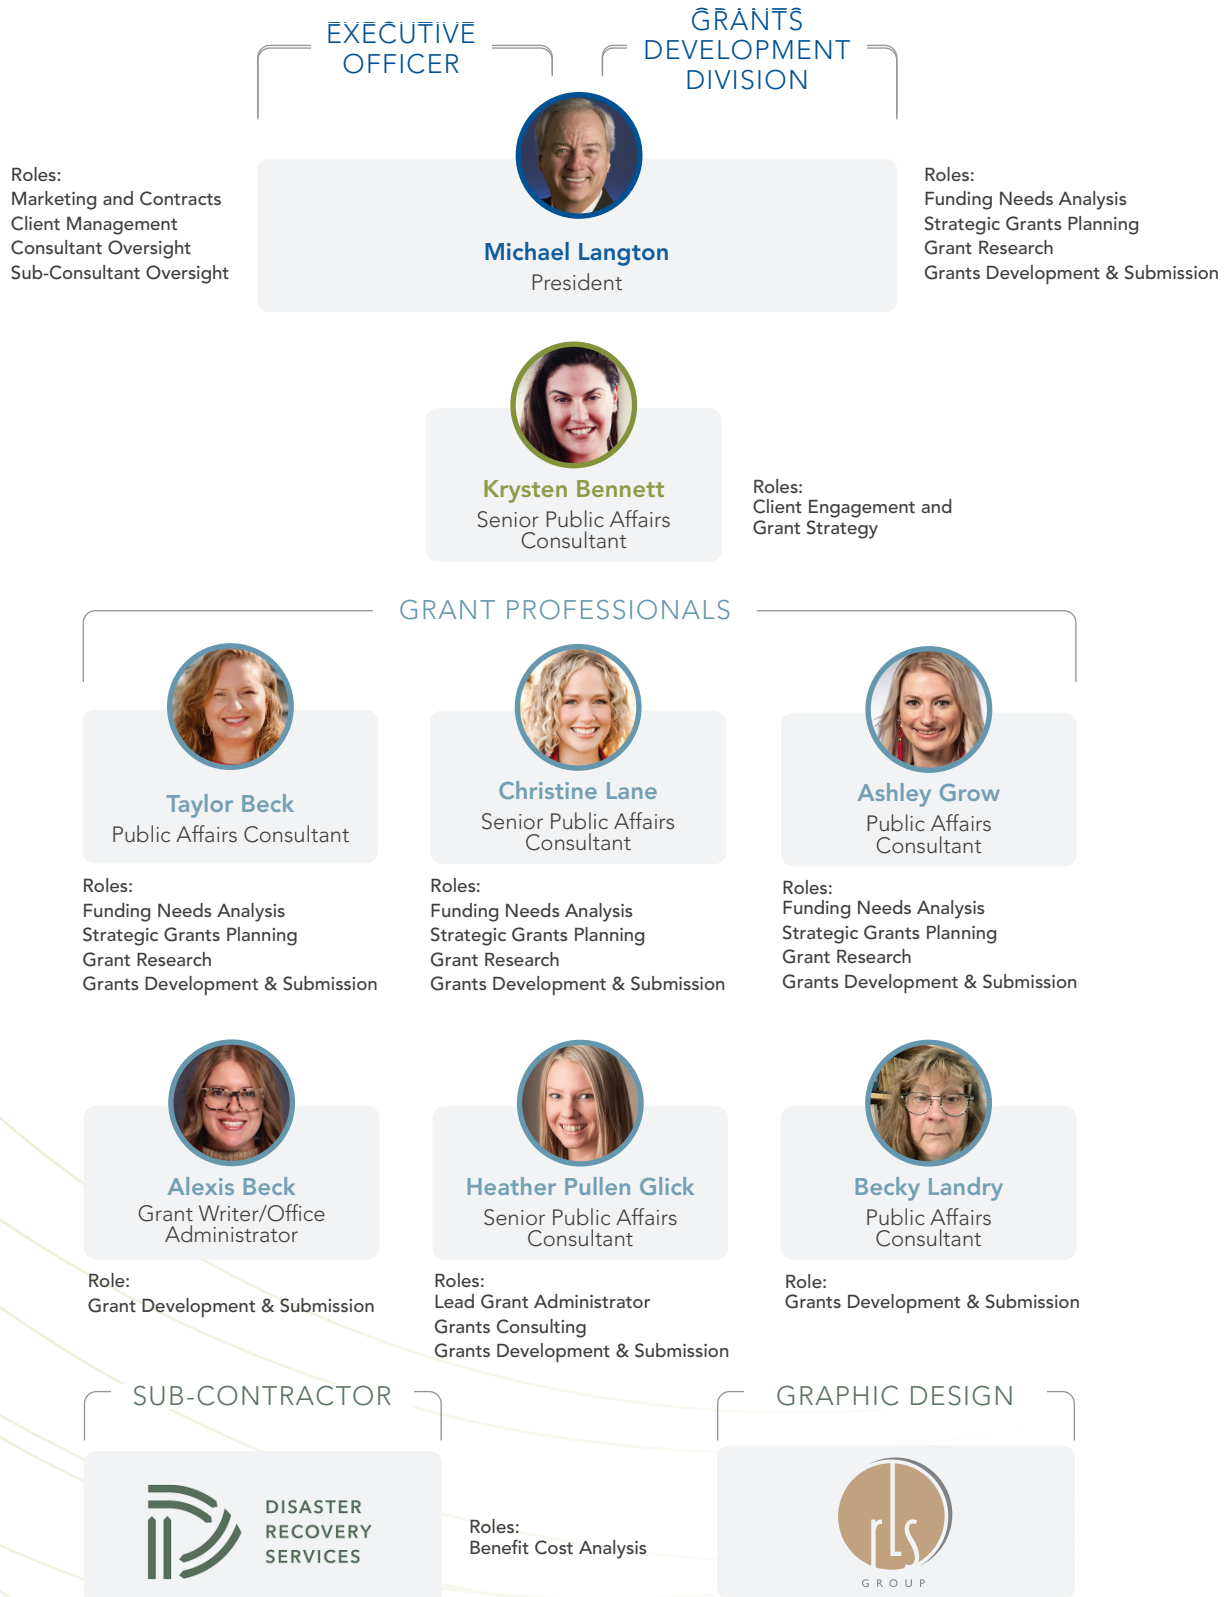 EXECUTIVE
OFFICER
GRANTS
DEVELOPMENT
DIVISION
Roles:
Marketing and Contracts
Client Management
Consultant Oversight
Sub-Consultant Oversight
Michael Langton
President
Roles:
Funding Needs Analysis
Strategic Grants Planning
Grant Research
Grants Development & Submission
Krysten Bennett
Senior Public Affairs
Consultant
Roles:
Client Engagement and
Grant Strategy
GRANT PROFESSIONALS
Taylor Beck
Public Affairs Consultant
Roles:
Funding Needs Analysis
Strategic Grants Planning
Grant Research
Grants Development & Submission
Christine Lane
Senior Public Affairs
Consultant
Roles:
Funding Needs Analysis
Strategic Grants Planning
Grant Research
Grants Development & Submission
Ashley Grow
Public Affairs
Consultant
Roles:
Funding Needs Analysis
Strategic Grants Planning
Grant Research
Grants Development & Submission
Alexis Beck
Grant Writer/Office
Administrator
Role:
Grant Development & Submission
Heather Pullen Glick
Senior Public Affairs
Consultant
Roles:
Lead Grant Administrator
Grants Consulting
Grants Development & Submission
Becky Landry
Public Affairs
Consultant
Role:
Grants Development & Submission
SUB-CONTRACTOR
DISASTER
RECOVERY
SERVICES
Roles:
Benefit Cost Analysis
GRAPHIC DESIGN
rls
GROUP